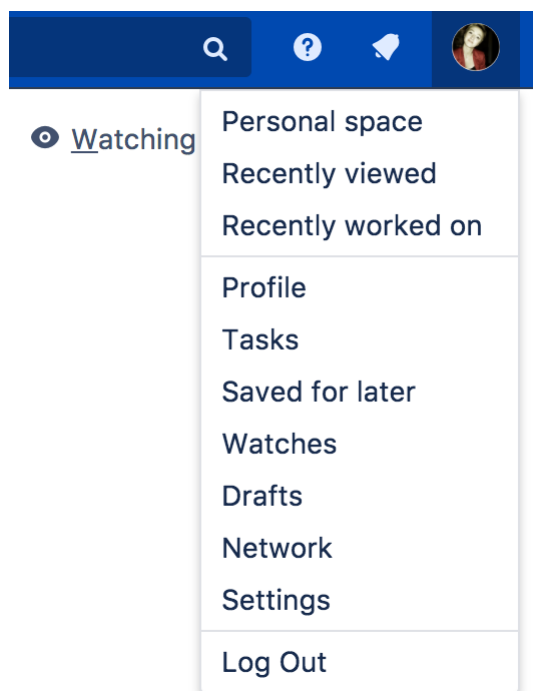 ?
Watching
Personal space
Recently viewed
Recently worked on
Profile
Tasks
Saved for later
Watches
Drafts
Network
Settings
Log Out